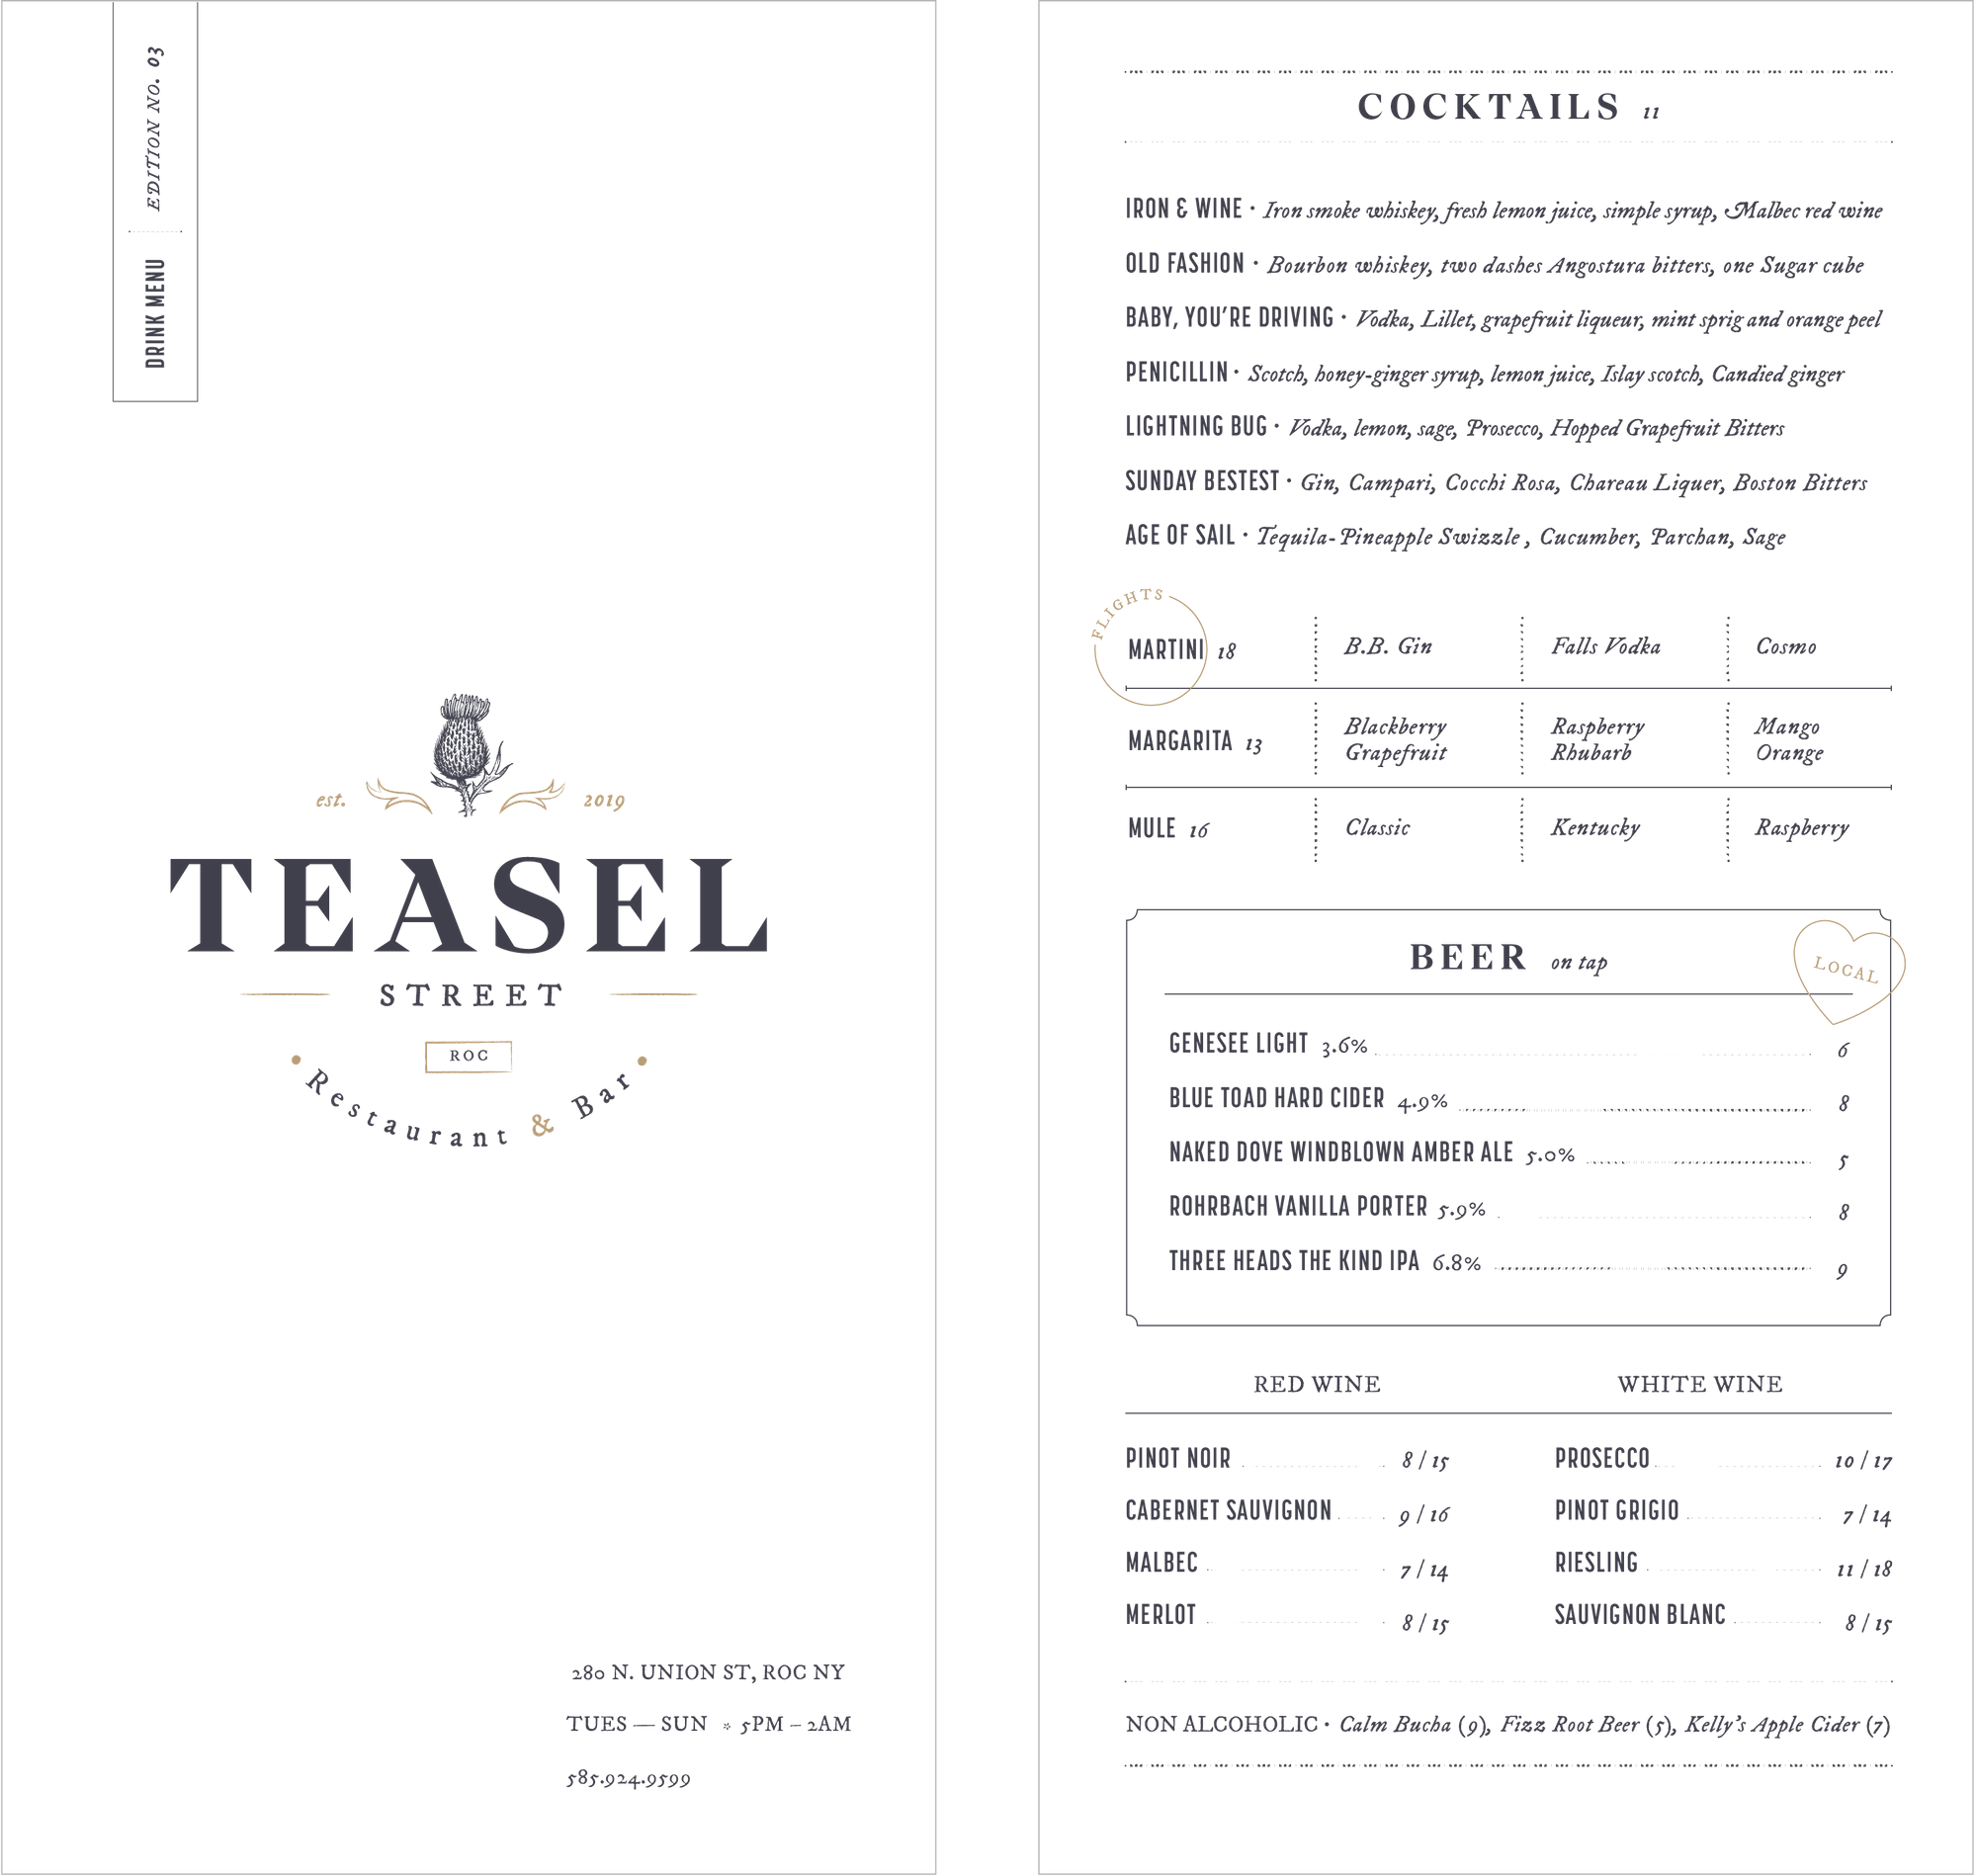 EDITION NO. 03
DRINK MENU
est. 2019
TEASEL
STREET
ROC
Restaurant & Bar
280 N. UNION ST, ROC NY
TUES — SUN * 5PM – 2AM
585.924.9599
COCKTAILS 11
IRON & WINE • Iron smoke whiskey, fresh lemon juice, simple syrup, Malbec red wine
OLD FASHION • Bourbon whiskey, two dashes Angostura bitters, one Sugar cube
BABY, YOU'RE DRIVING • Vodka, Lillet, grapefruit liqueur, mint sprig and orange peel
PENICILLIN • Scotch, honey-ginger syrup, lemon juice, Islay scotch, Candied ginger
LIGHTNING BUG • Vodka, lemon, sage, Prosecco, Hopped Grapefruit Bitters
SUNDAY BESTEST • Gin, Campari, Cocchi Rosa, Chareau Liquer, Boston Bitters
AGE OF SAIL • Tequila-Pineapple Swizzle , Cucumber, Parchan, Sage
FLIGHTS
MARTINI 18 B.B. Gin Falls Vodka Cosmo
MARGARITA 13 Blackberry Grapefruit Raspberry Rhubarb Mango Orange
MULE 16 Classic Kentucky Raspberry
BEER on tap
LOCAL
GENESEE LIGHT 3.6% 6
BLUE TOAD HARD CIDER 4.9% 8
NAKED DOVE WINDBLOWN AMBER ALE 5.0% 5
ROHRBACH VANILLA PORTER 5.9% 8
THREE HEADS THE KIND IPA 6.8% 9
RED WINE
PINOT NOIR 8 / 15
CABERNET SAUVIGNON 9 / 16
MALBEC 7 / 14
MERLOT 8 / 15
WHITE WINE
PROSECCO 10 / 17
PINOT GRIGIO 7 / 14
RIESLING 11 / 18
SAUVIGNON BLANC 8 / 15
NON ALCOHOLIC • Calm Bucha (9), Fizz Root Beer (5), Kelly's Apple Cider (7)